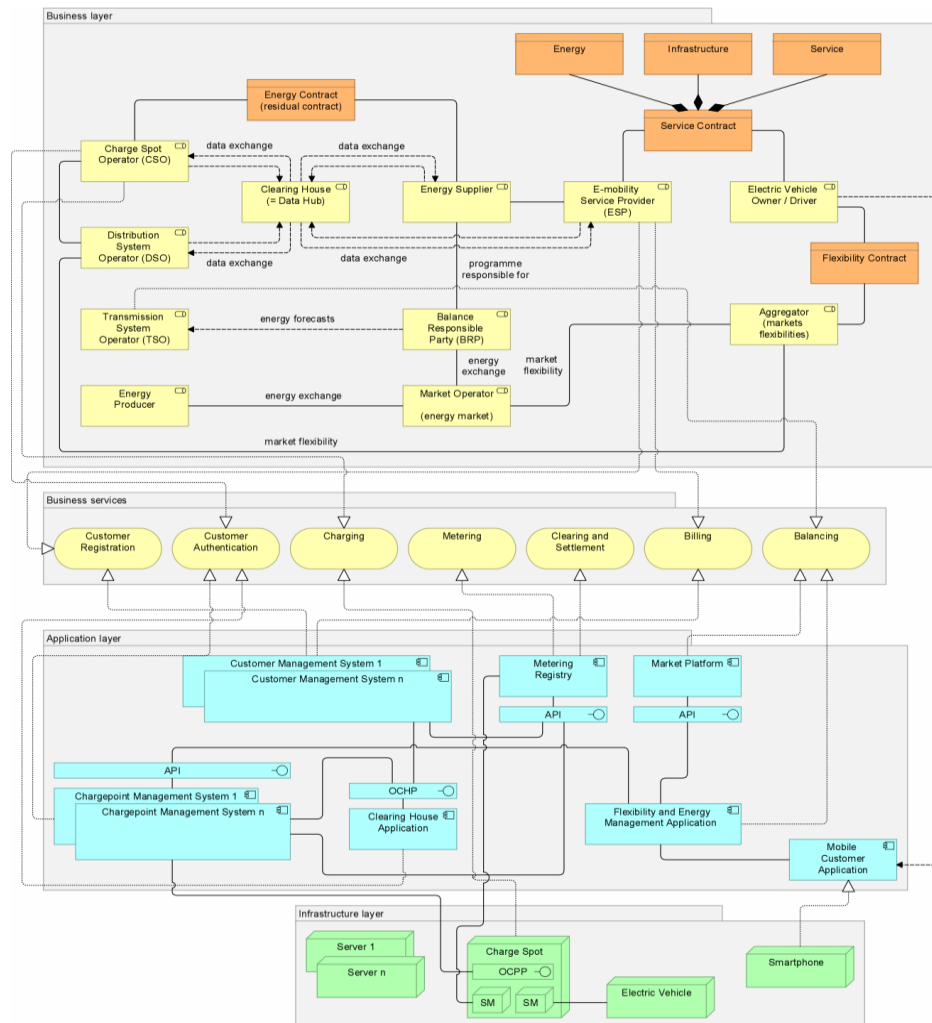 Business layer
Energy
Infrastructure
Service
Energy Contract
(residual contract)
Service Contract
Charge Spot
Operator (CSO)
data exchange
data exchange
Clearing House
(= Data Hub)
Energy Supplier
E-mobility
Service Provider
(ESP)
Electric Vehicle
Owner / Driver
Distribution
System
Operator (DSO)
data exchange
data exchange
programme
responsible for
Flexibility Contract
Transmission
System
Operator (TSO)
energy forecasts
Balance
Responsible
Party (BRP)
Aggregator
(markets
flexibilities)
energy
exchange
market
flexibility
Energy
Producer
energy exchange
Market Operator
(energy market)
market flexibility
Business services
Customer
Registration
Customer
Authentication
Charging
Metering
Clearing and
Settlement
Billing
Balancing
Application layer
Customer Management System 1
Customer Management System n
Metering
Registry
Market Platform
API
API
API
Chargepoint Management System 1
Chargepoint Management System n
OCHP
Clearing House
Application
Flexibility and Energy
Management Application
Mobile
Customer
Application
Infrastructure layer
Server 1
Server n
Charge Spot
OCPP
SM
SM
Electric Vehicle
Smartphone